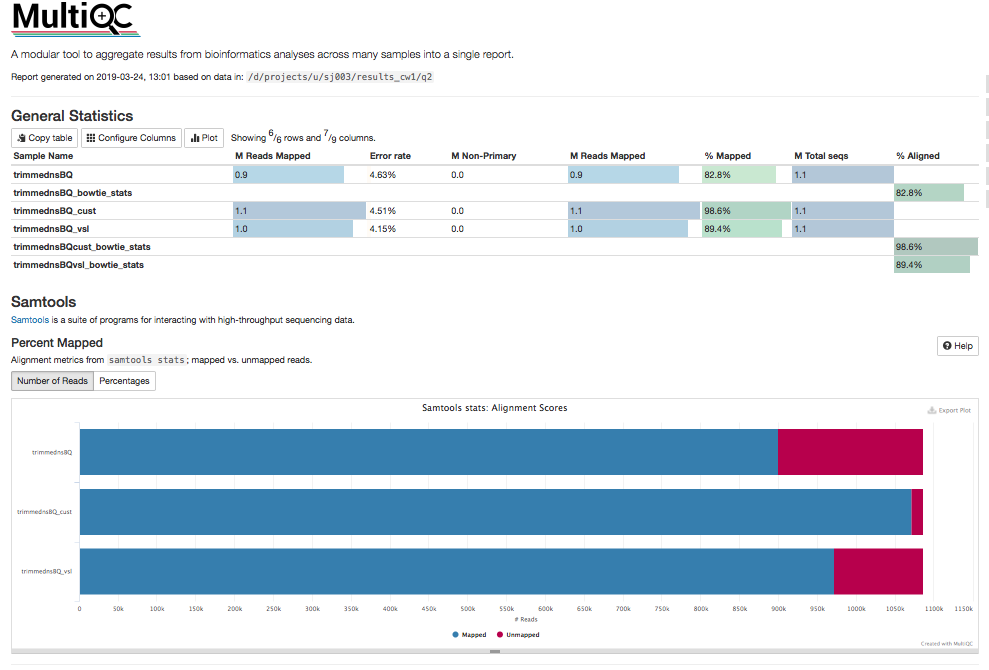 MultiQC
A modular tool to aggregate results from bioinformatics analyses across many samples into a single report.
Report generated on 2019-03-24, 13:01 based on data in: /d/projects/u/sj003/results_cw1/q2
General Statistics
Copy table Configure Columns Plot Showing 6/6 rows and 7/9 columns.
Sample Name M Reads Mapped Error rate M Non-Primary M Reads Mapped % Mapped M Total seqs % Aligned
trimmednsBQ 0.9 4.63% 0.0 0.9 82.8% 1.1
trimmednsBQ_bowtie_stats 82.8%
trimmednsBQ_cust 1.1 4.51% 0.0 1.1 98.6% 1.1
trimmednsBQ_vsl 1.0 4.15% 0.0 1.0 89.4% 1.1
trimmednsBQcust_bowtie_stats 98.6%
trimmednsBQvsl_bowtie_stats 89.4%
Samtools
Samtools is a suite of programs for interacting with high-throughput sequencing data.
Percent Mapped
Help
Alignment metrics from samtools stats; mapped vs. unmapped reads.
Number of Reads Percentages
Samtools stats: Alignment Scores
Export Plot
trimmednsBQ
trimmednsBQ_cust
trimmednsBQ_vsl
0 50k 100k 150k 200k 250k 300k 350k 400k 450k 500k 550k 600k 650k 700k 750k 800k 850k 900k 950k 1000k 1050k 1100k 1150k
# Reads
Mapped Unmapped
Created with MultiQC